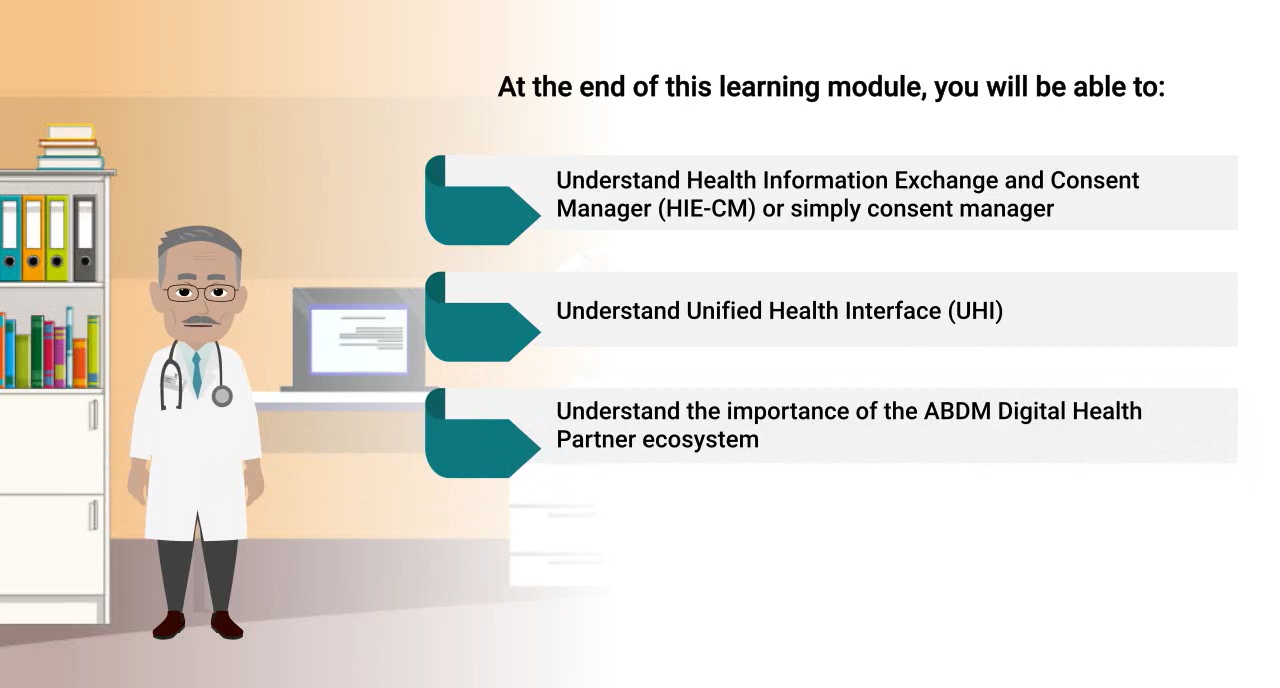 At the end of this learning module, you will be able to:
Understand Health Information Exchange and Consent
Manager (HIE-CM) or simply consent manager
Understand Unified Health Interface (UHI)
Understand the importance of the ABDM Digital Health
Partner ecosystem